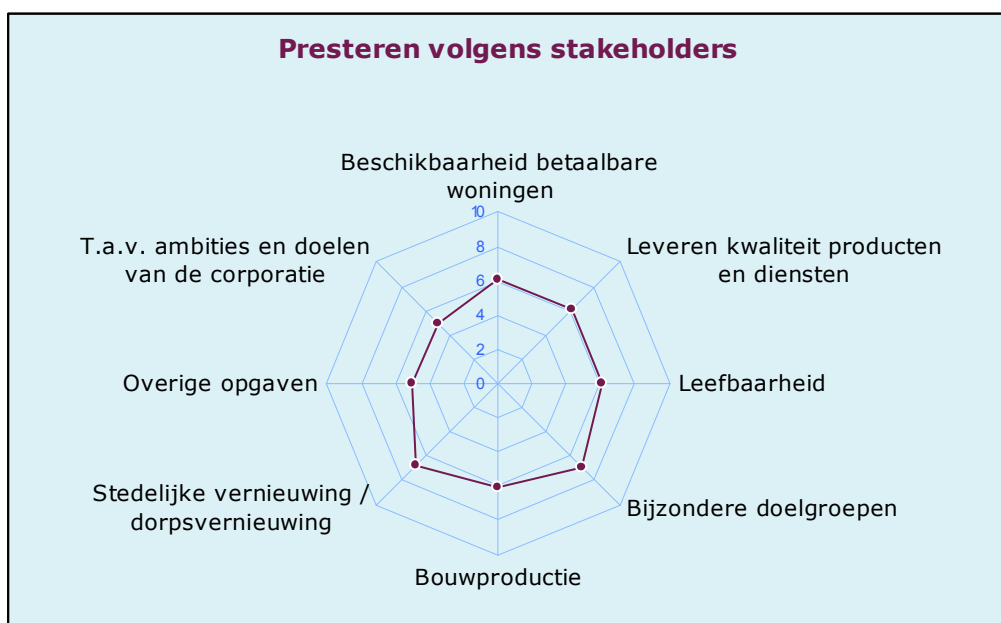 Presteren volgens stakeholders
Beschikbaarheid betaalbare
woningen
T.a.v. ambities en doelen
van de corporatie
Leveren kwaliteit producten
en diensten
10
8
6
4
2
0
Overige opgaven
Leefbaarheid
Stedelijke vernieuwing /
dorpsvernieuwing
Bijzondere doelgroepen
Bouwproductie